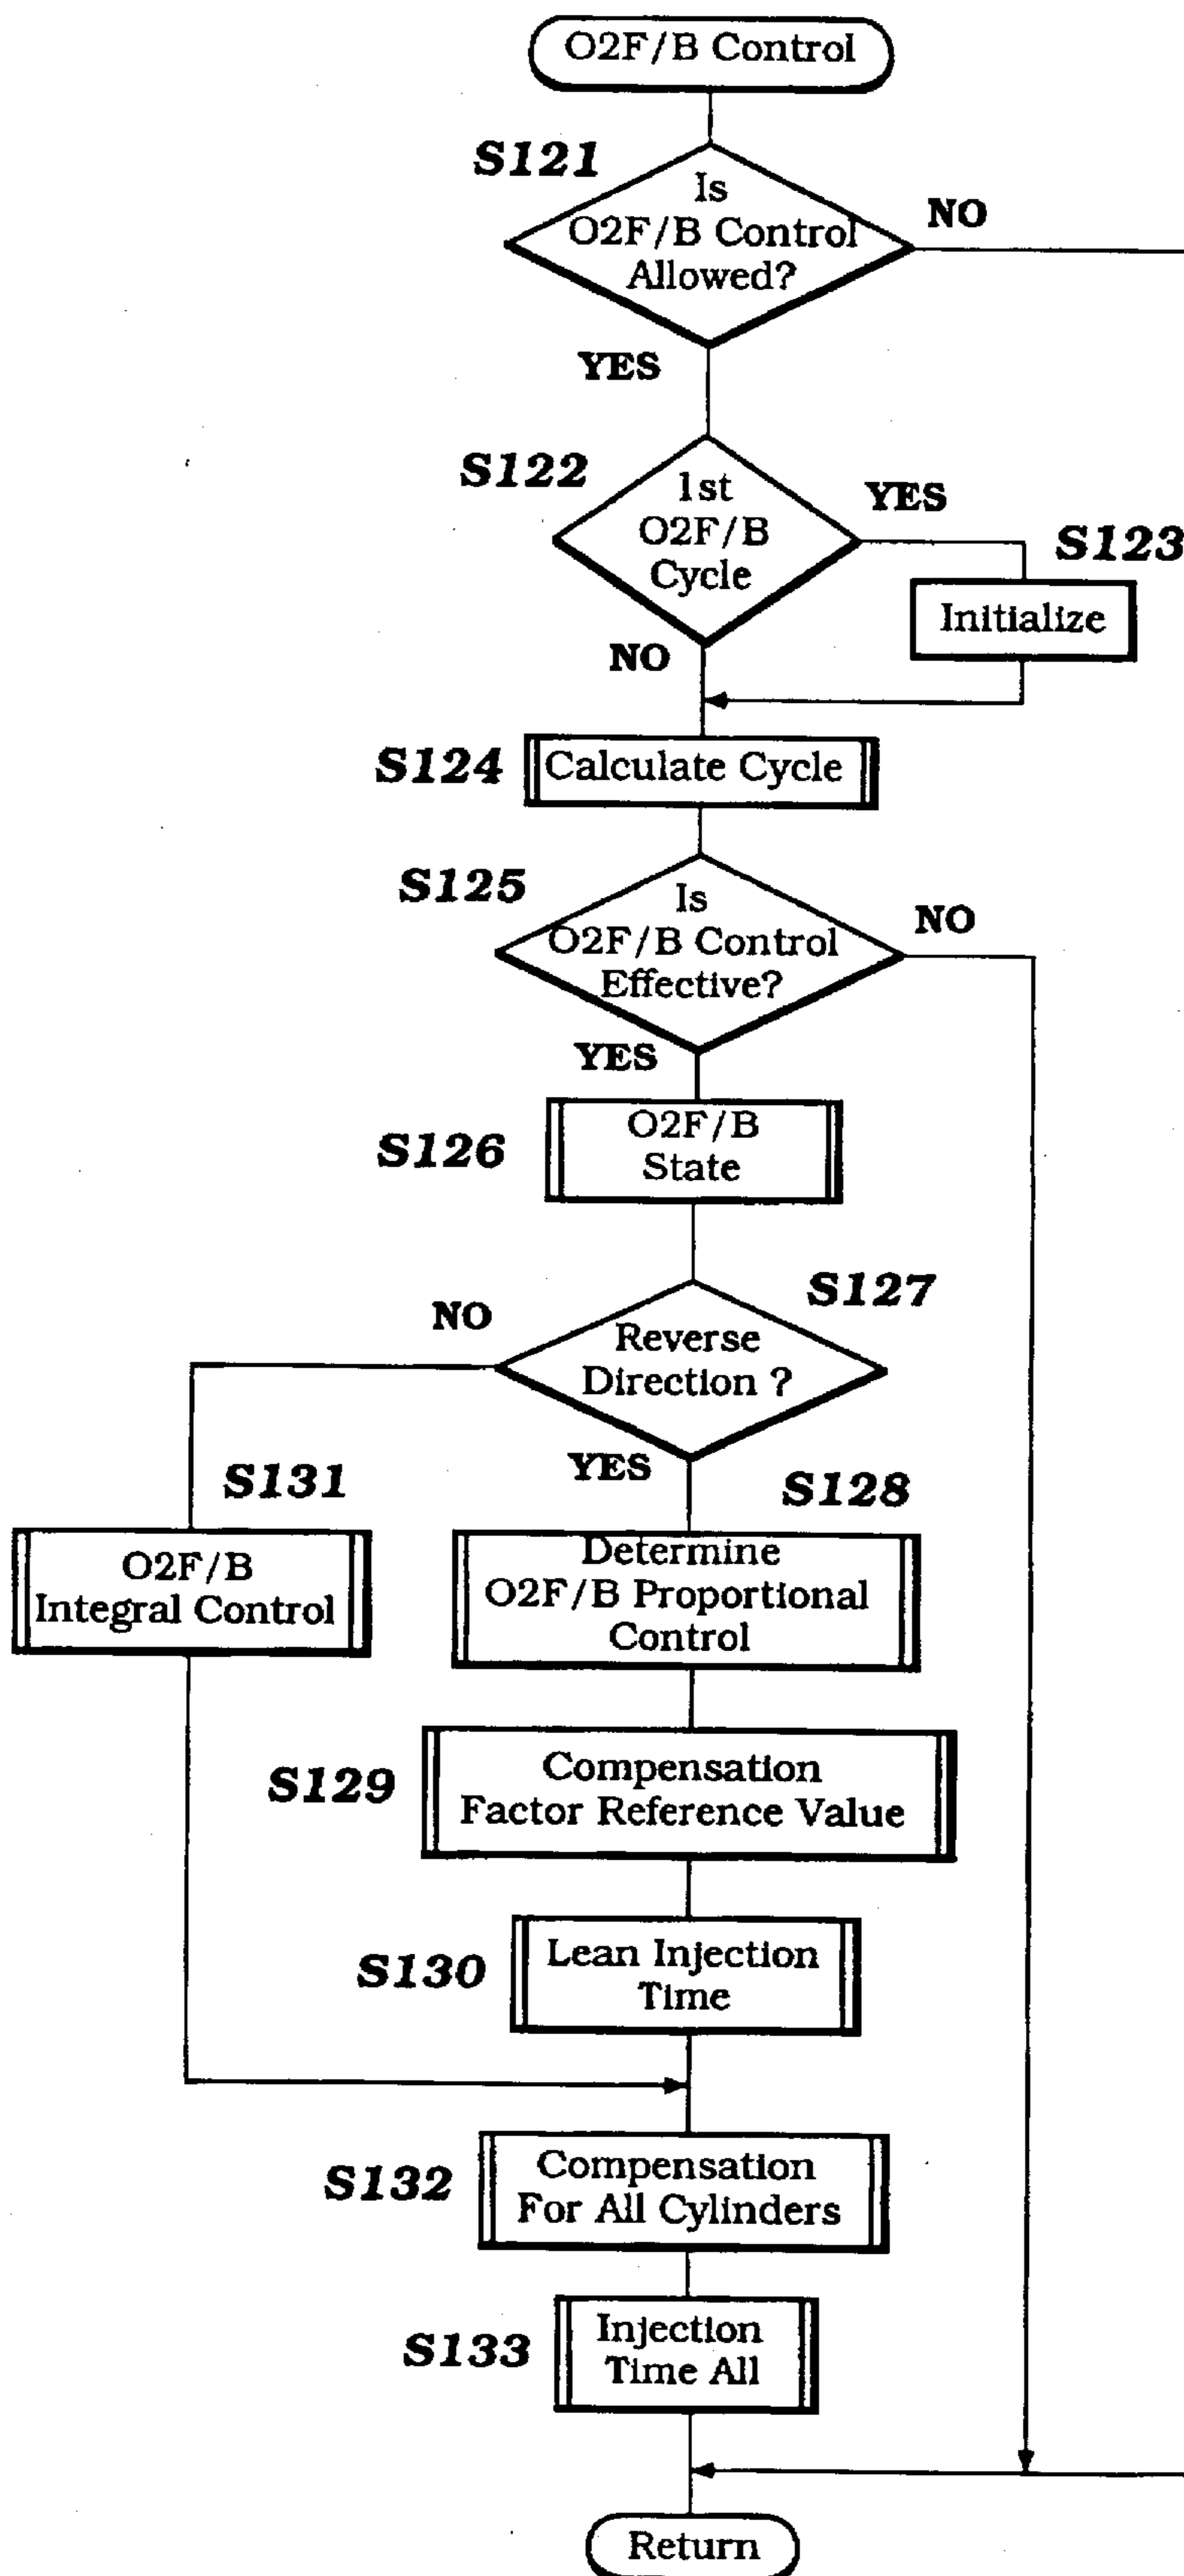 O2F/B Control
S121
Is
O2F/B Control
Allowed?
NO
YES
S122
1st
O2F/B
Cycle
YES
S123
Initialize
NO
S124
Calculate Cycle
S125
Is
O2F/B Control
Effective?
NO
YES
S126
O2F/B
State
S127
NO
Reverse
Direction ?
YES
S131
S128
O2F/B
Integral Control
Determine
O2F/B Proportional
Control
S129
Compensation
Factor Reference Value
S130
Lean Injection
Time
S132
Compensation
For All Cylinders
S133
Injection
Time All
Return